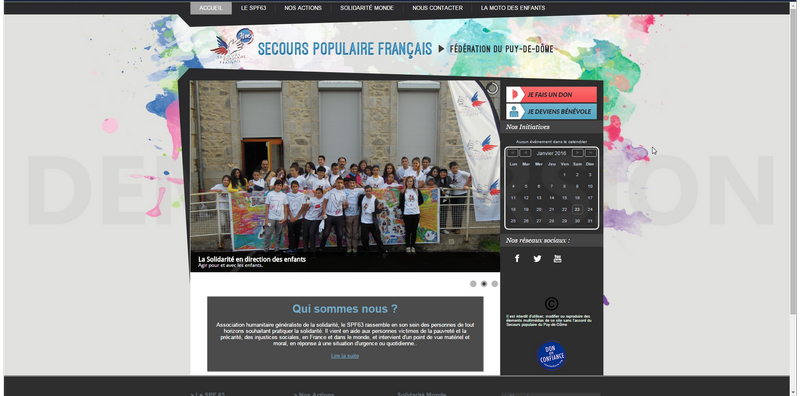 ACCUEIL LE SPF63 NOS ACTIONS SOLIDARITÉ MONDE NOUS CONTACTER LA MOTO DES ENFANTS
SECOURS POPULAIRE FRANÇAIS FÉDÉRATION DU PUY-DE-DÔME
JE FAIS UN DON
JE DEVIENS BÉNÉVOLE
Nos Initiatives
Aucun évènement dans le calendrier
Janvier 2016
Lun Mar Mer Jeu Ven Sam Dim
1 2 3
4 5 6 7 8 9 10
11 12 13 14 15 16 17
18 19 20 21 22 23 24
25 26 27 28 29 30 31
Nos réseaux sociaux :
La Solidarité en direction des enfants
Agir pour et avec les enfants.
Qui sommes nous ?
Association humanitaire généraliste de la solidarité, le SPF63 rassemble en son sein des personnes de tout
horizons souhaitant pratiquer la solidarité. Il vient en aide aux personnes victimes de la pauvreté et la
précarité, des injustices sociales, en France et dans le monde, et intervient d'un point de vue matériel et
moral, en réponse à une situation d'urgence ou quotidienne..
Lire la suite
©
Il est interdit d'utiliser, modifier ou reproduire des
éléments multimédias de ce site sans l'accord du
Secours populaire du Puy-de-Dôme
DON
EN
CONFIANCE
> Le SPF 63 > Nos Actions Solidarité Monde